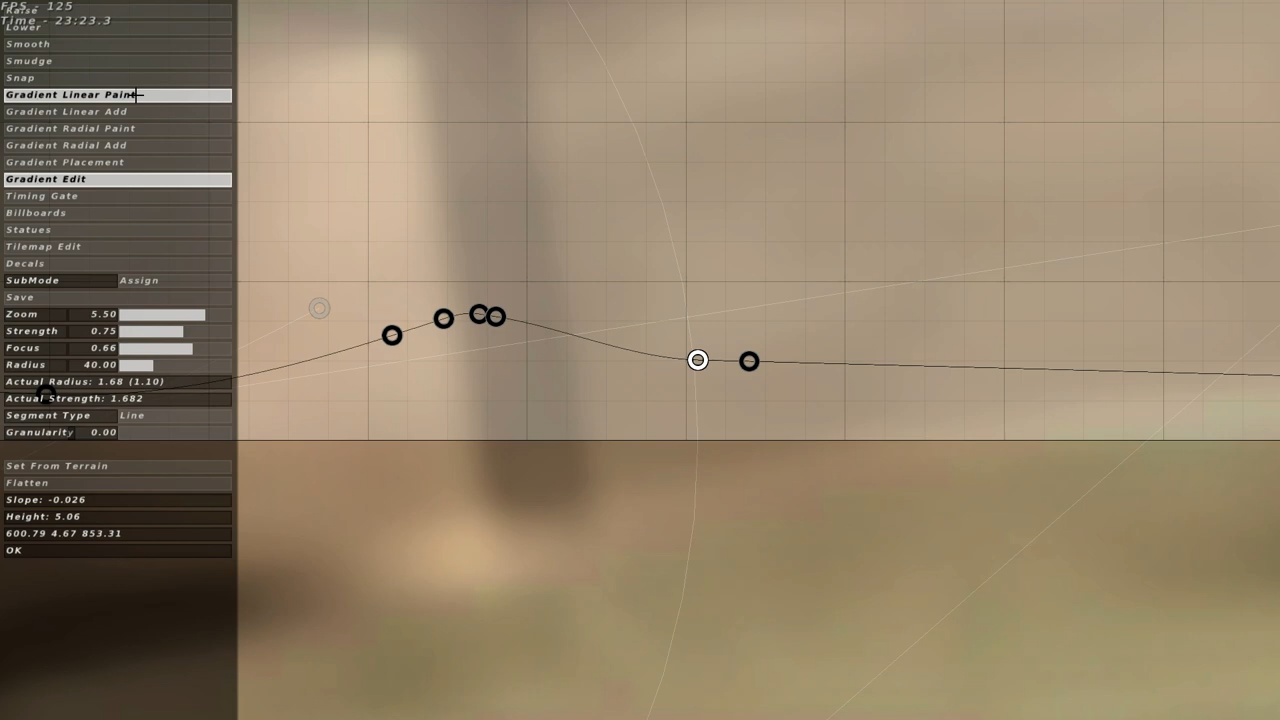 FPS - 125
Raise
Time - 23:23.3
Lower
Smooth
Smudge
Snap
Gradient Linear Paint
Gradient Linear Add
Gradient Radial Paint
Gradient Radial Add
Gradient Placement
Gradient Edit
Timing Gate
Billboards
Statues
Tilemap Edit
Decals
SubMode Assign
Save
Zoom 5.50
Strength 0.75
Focus 0.66
Radius 40.00
Actual Radius: 1.68 (1.10)
Actual Strength: 1.682
Segment Type Line
Granularity 0.00
Set From Terrain
Flatten
Slope: -0.026
Height: 5.06
600.79 4.67 853.31
OK